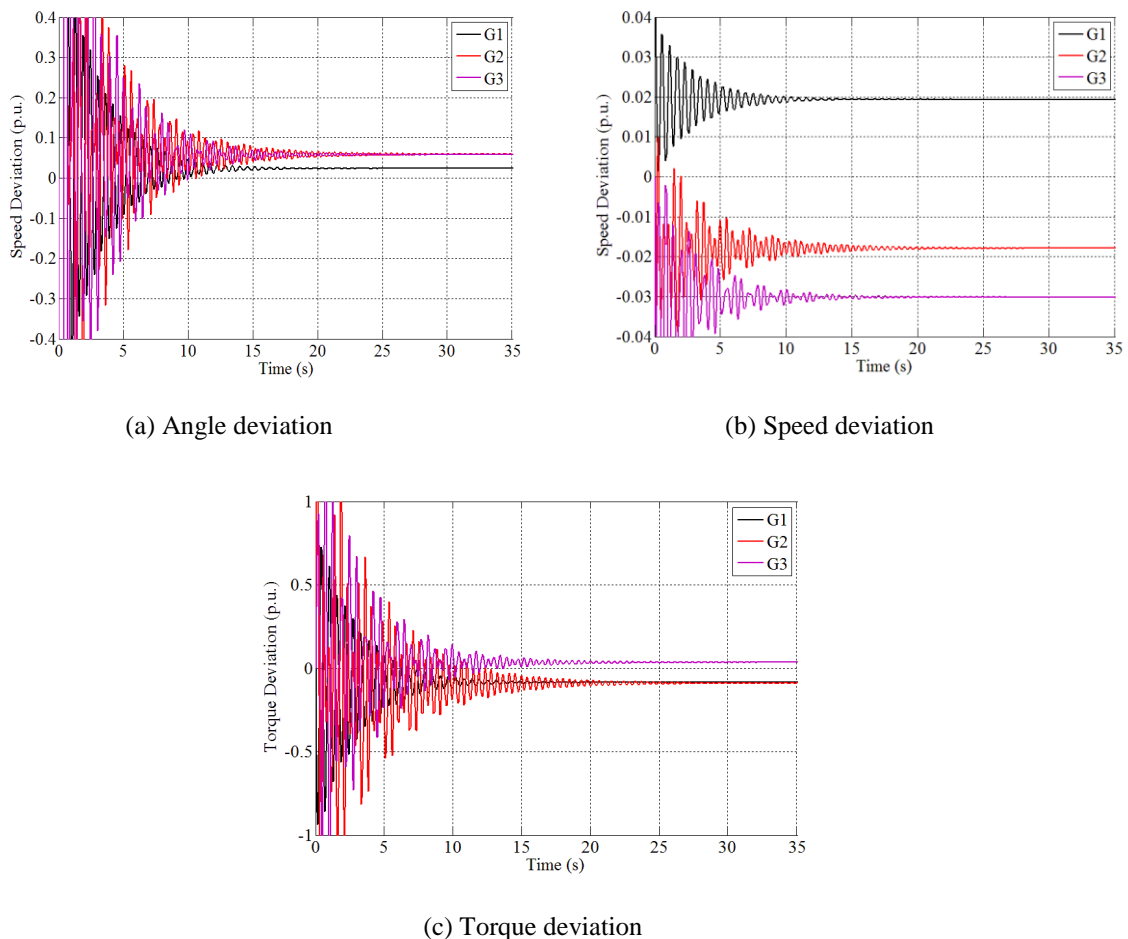 0.4
0.3
0.2
0.1
0
-0.1
-0.2
-0.3
-0.4
Speed Deviation (p.u.)
G1
G2
G3
0 5 10 15 20 25 30 35
Time (s)
(a) Angle deviation
0.04
0.03
0.02
0.01
0
-0.01
-0.02
-0.03
-0.04
Speed Deviation (p.u.)
G1
G2
G3
0 5 10 15 20 25 30 35
Time (s)
(b) Speed deviation
1
0.5
0
-0.5
-1
Torque Deviation (p.u.)
G1
G2
G3
0 5 10 15 20 25 30 35
Time (s)
(c) Torque deviation